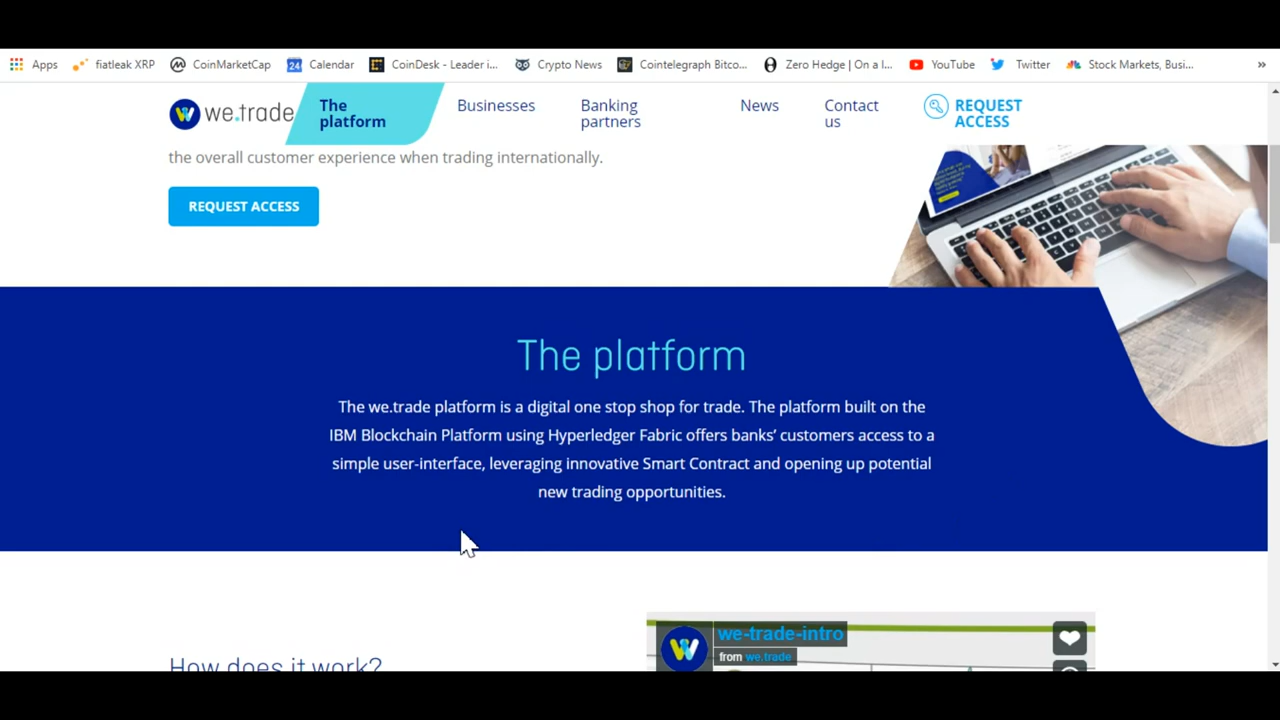 Apps
fiatleak XRP
CoinMarketCap
24 Calendar
CoinDesk - Leader i...
Crypto News
Cointelegraph Bitco...
Zero Hedge | On a l...
YouTube
Twitter
Stock Markets, Busi...
»
we.trade
The
platform
Businesses
Banking
partners
News
Contact
us
REQUEST
ACCESS
the overall customer experience when trading internationally.
REQUEST ACCESS
The platform
The we.trade platform is a digital one stop shop for trade. The platform built on the
IBM Blockchain Platform using Hyperledger Fabric offers banks’ customers access to a
simple user-interface, leveraging innovative Smart Contract and opening up potential
new trading opportunities.
How does it work?
we-trade-intro
from we.trade